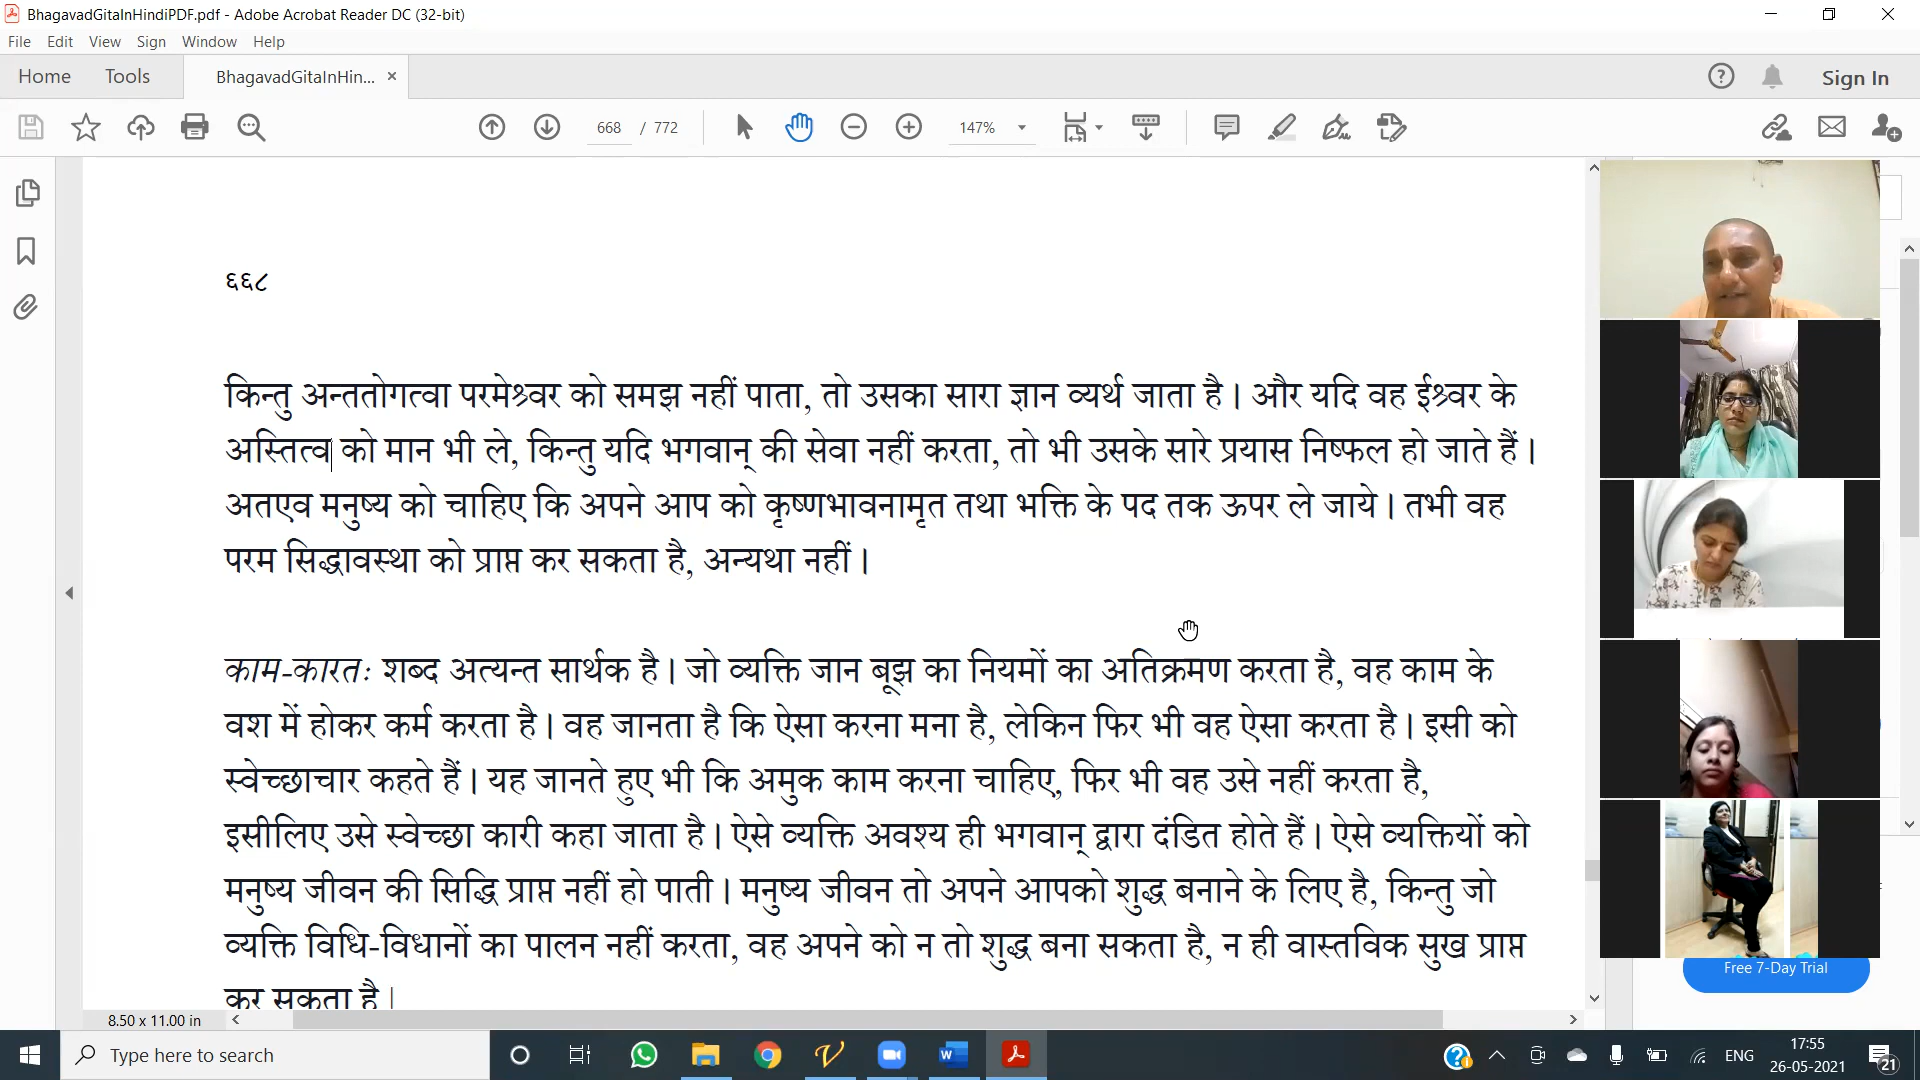 BhagavadGitaInHindiPDF.pdf - Adobe Acrobat Reader DC (32-bit)
File Edit View Sign Window Help
Home Tools BhagavadGitaInHin... × Sign In
668 / 772 147%
६६८
किन्तु अन्ततोगत्वा परमेश्र्वर को समझ नहीं पाता, तो उसका सारा ज्ञान व्यर्थ जाता है। और यदि वह ईश्र्वर के
अस्तित्व को मान भी ले, किन्तु यदि भगवान् की सेवा नहीं करता, तो भी उसके सारे प्रयास निष्फल हो जाते हैं।
अतएव मनुष्य को चाहिए कि अपने आप को कृष्णभावनामृत तथा भक्ति के पद तक ऊपर ले जाये। तभी वह
परम सिद्धावस्था को प्राप्त कर सकता है, अन्यथा नहीं।
काम-कारतः शब्द अत्यन्त सार्थक है। जो व्यक्ति जान बूझ का नियमों का अतिक्रमण करता है, वह काम के
वश में होकर कर्म करता है। वह जानता है कि ऐसा करना मना है, लेकिन फिर भी वह ऐसा करता है। इसी को
स्वेच्छाचार कहते हैं। यह जानते हुए भी कि अमुक काम करना चाहिए, फिर भी वह उसे नहीं करता है,
इसीलिए उसे स्वेच्छा कारी कहा जाता है। ऐसे व्यक्ति अवश्य ही भगवान् द्वारा दंडित होते हैं। ऐसे व्यक्तियों को
मनुष्य जीवन की सिद्धि प्राप्त नहीं हो पाती। मनुष्य जीवन तो अपने आपको शुद्ध बनाने के लिए है, किन्तु जो
व्यक्ति विधि-विधानों का पालन नहीं करता, वह अपने को न तो शुद्ध बना सकता है, न ही वास्तविक सुख प्राप्त
कर सकता है|
Free 7-Day Trial
8.50 x 11.00 in
Type here to search
ENG
17:55
26-05-2021
21